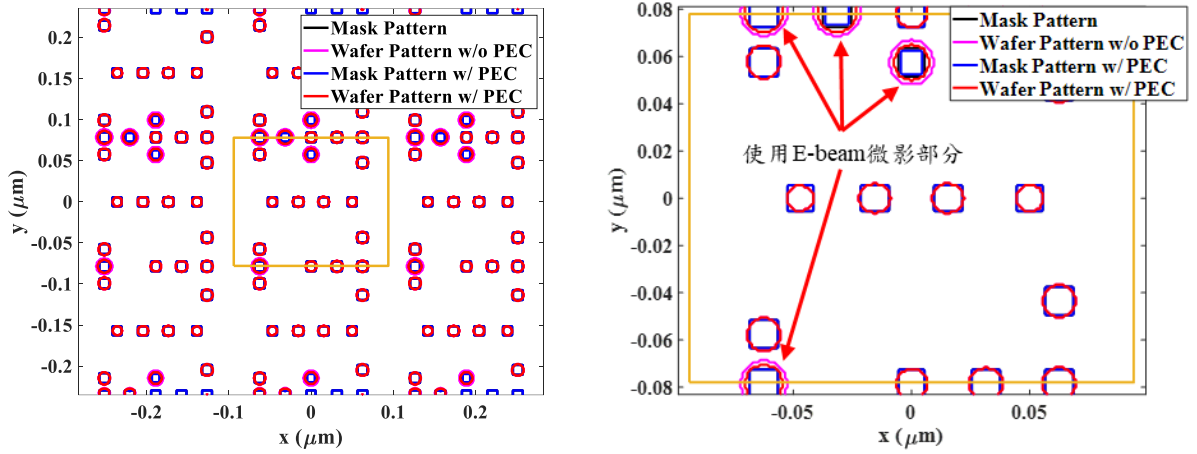 Mask Pattern
Wafer Pattern w/o PEC
Mask Pattern w/ PEC
Wafer Pattern w/ PEC
0.2
0.15
0.1
0.05
0
-0.05
-0.1
-0.15
-0.2
y (μm)
-0.2
-0.1
0
0.1
0.2
x (μm)
Mask Pattern
Wafer Pattern w/o PEC
Mask Pattern w/ PEC
Wafer Pattern w/ PEC
使用E-beam微影部分
0.08
0.06
0.04
0.02
0
-0.02
-0.04
-0.06
-0.08
y (μm)
-0.05
0
0.05
x (μm)